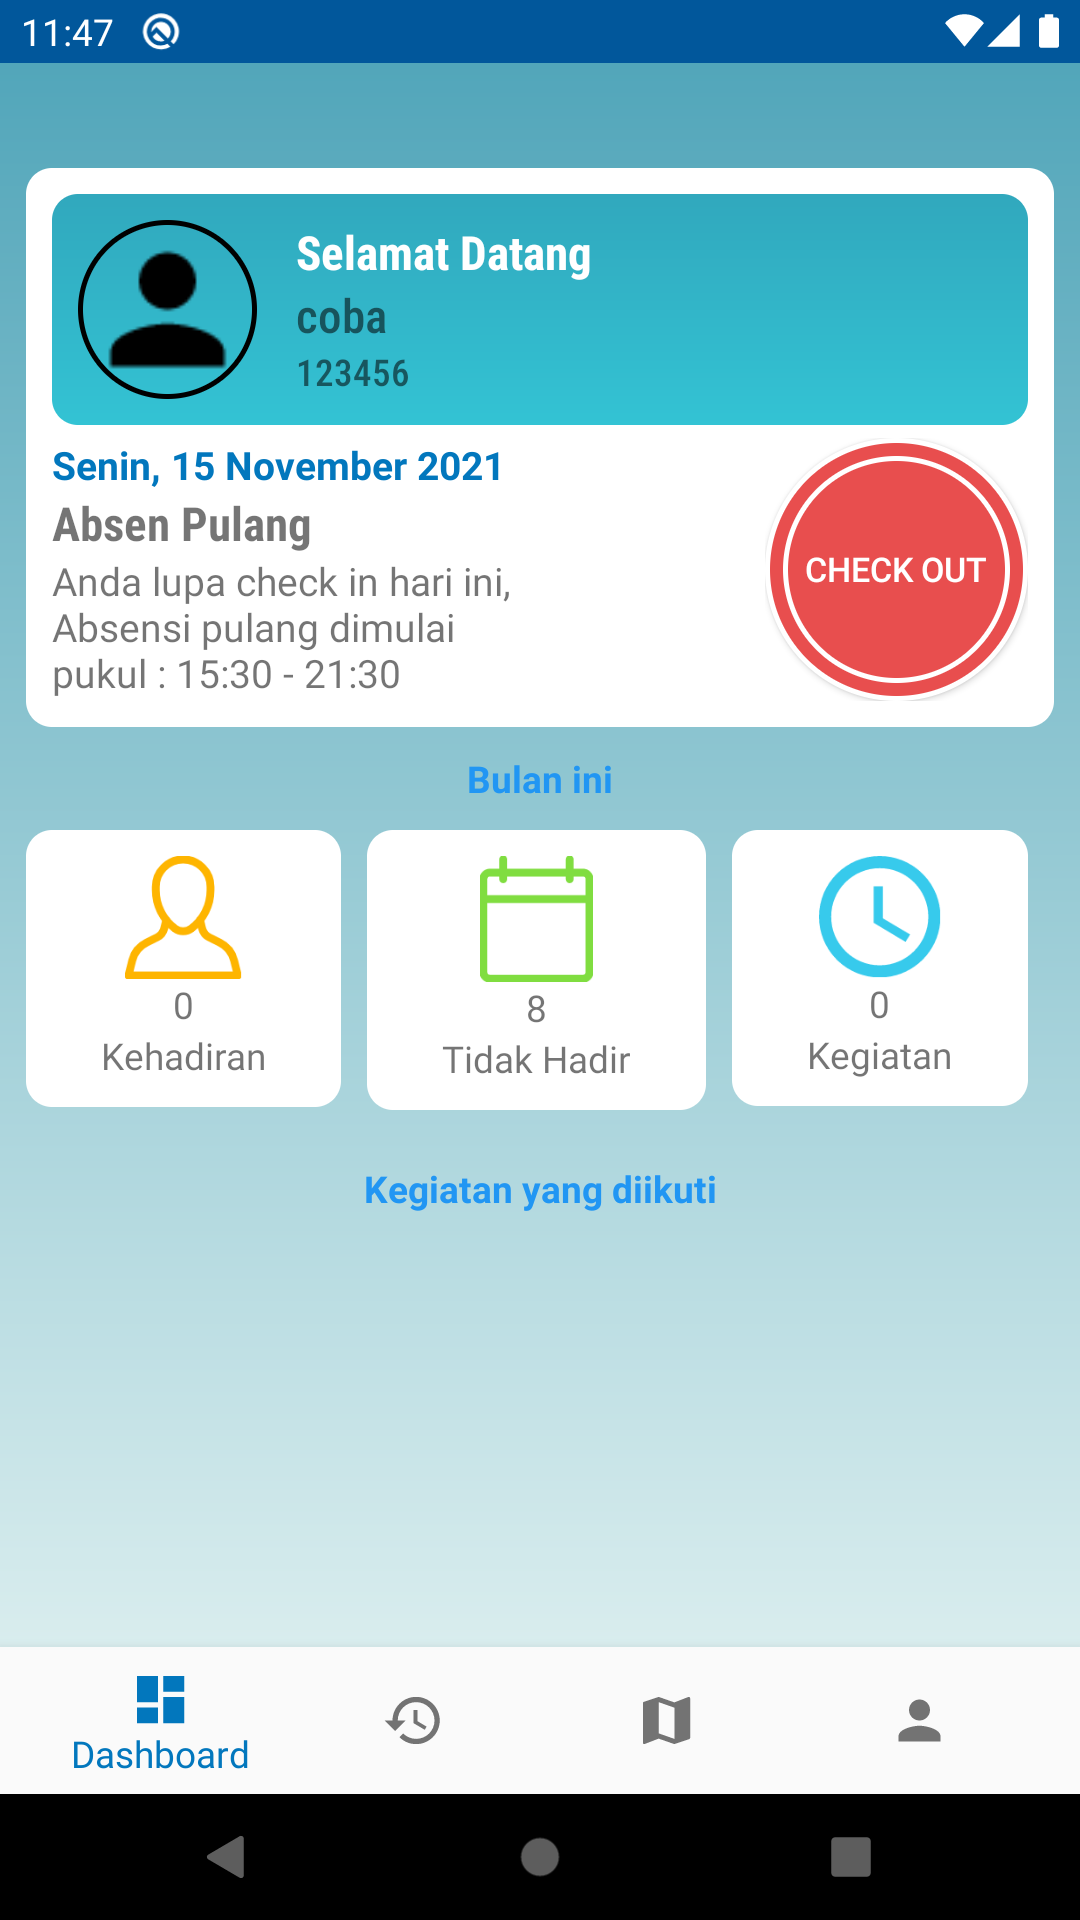 11:47
Selamat Datang
coba
123456
Senin, 15 November 2021
Absen Pulang
Anda lupa check in hari ini,
Absensi pulang dimulai
pukul : 15:30 - 21:30
CHECK OUT
Bulan ini
0
Kehadiran
8
Tidak Hadir
0
Kegiatan
Kegiatan yang diikuti
Dashboard